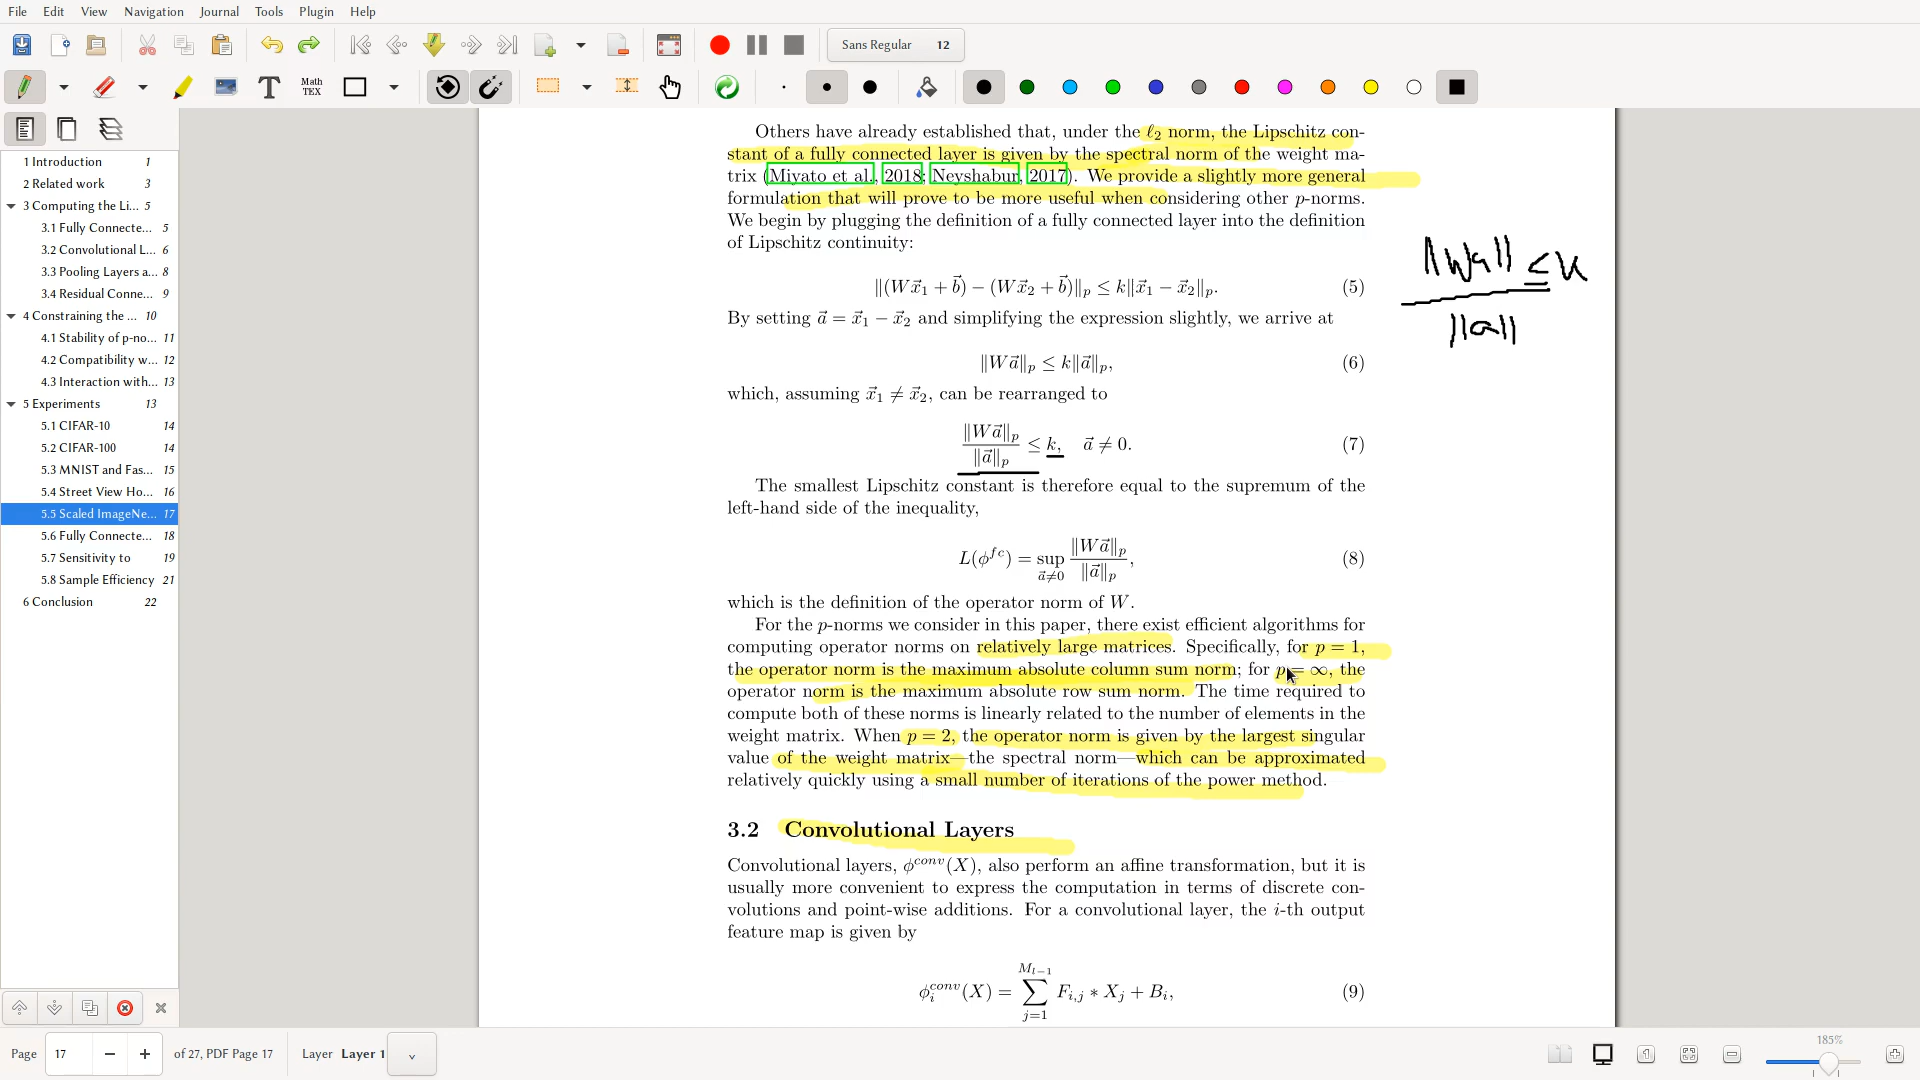 File Edit View Navigation Journal Tools Plugin Help
Sans Regular 12
Math
TEX
1 Introduction 1
2 Related work 3
3 Computing the Li... 5
3.1 Fully Connecte... 5
3.2 Convolutional L... 6
3.3 Pooling Layers a... 8
3.4 Residual Conne... 9
4 Constraining the ... 10
4.1 Stability of p-no... 11
4.2 Compatibility w... 12
4.3 Interaction with... 13
5 Experiments 13
5.1 CIFAR-10 14
5.2 CIFAR-100 14
5.3 MNIST and Fas... 15
5.4 Street View Ho... 16
5.5 Scaled ImageNe... 17
5.6 Fully Connecte... 18
5.7 Sensitivity to 19
5.8 Sample Efficiency 21
6 Conclusion 22
Others have already established that, under the ℓ₂ norm, the Lipschitz con-
stant of a fully connected layer is given by the spectral norm of the weight ma-
trix (Miyato et al., 2018; Neyshabur, 2017). We provide a slightly more general
formulation that will prove to be more useful when considering other p-norms.
We begin by plugging the definition of a fully connected layer into the definition
of Lipschitz continuity:
‖(Wx⃗₁ + b⃗) − (Wx⃗₂ + b⃗)‖ₚ ≤ k‖x⃗₁ − x⃗₂‖ₚ. (5)
By setting a⃗ = x⃗₁ − x⃗₂ and simplifying the expression slightly, we arrive at
‖Wa⃗‖ₚ ≤ k‖a⃗‖ₚ, (6)
which, assuming x⃗₁ ≠ x⃗₂, can be rearranged to
‖Wa⃗‖ₚ
‖a⃗‖ₚ ≤ k, a⃗ ≠ 0. (7)
The smallest Lipschitz constant is therefore equal to the supremum of the
left-hand side of the inequality,
L(ϕ^fc) = sup a⃗≠0 ‖Wa⃗‖ₚ
‖a⃗‖ₚ, (8)
which is the definition of the operator norm of W.
For the p-norms we consider in this paper, there exist efficient algorithms for
computing operator norms on relatively large matrices. Specifically, for p = 1,
the operator norm is the maximum absolute column sum norm; for p = ∞, the
operator norm is the maximum absolute row sum norm. The time required to
compute both of these norms is linearly related to the number of elements in the
weight matrix. When p = 2, the operator norm is given by the largest singular
value of the weight matrix—the spectral norm—which can be approximated
relatively quickly using a small number of iterations of the power method.
3.2 Convolutional Layers
Convolutional layers, ϕ^conv(X), also perform an affine transformation, but it is
usually more convenient to express the computation in terms of discrete con-
volutions and point-wise additions. For a convolutional layer, the i-th output
feature map is given by
M_{l−1}
ϕᵢ^conv(X) = ∑ F_{i,j} ∗ X_j + B_i, (9)
j=1
‖Wa‖ ≤ k
‖a‖
Page 17 of 27, PDF Page 17 Layer Layer 1
185%